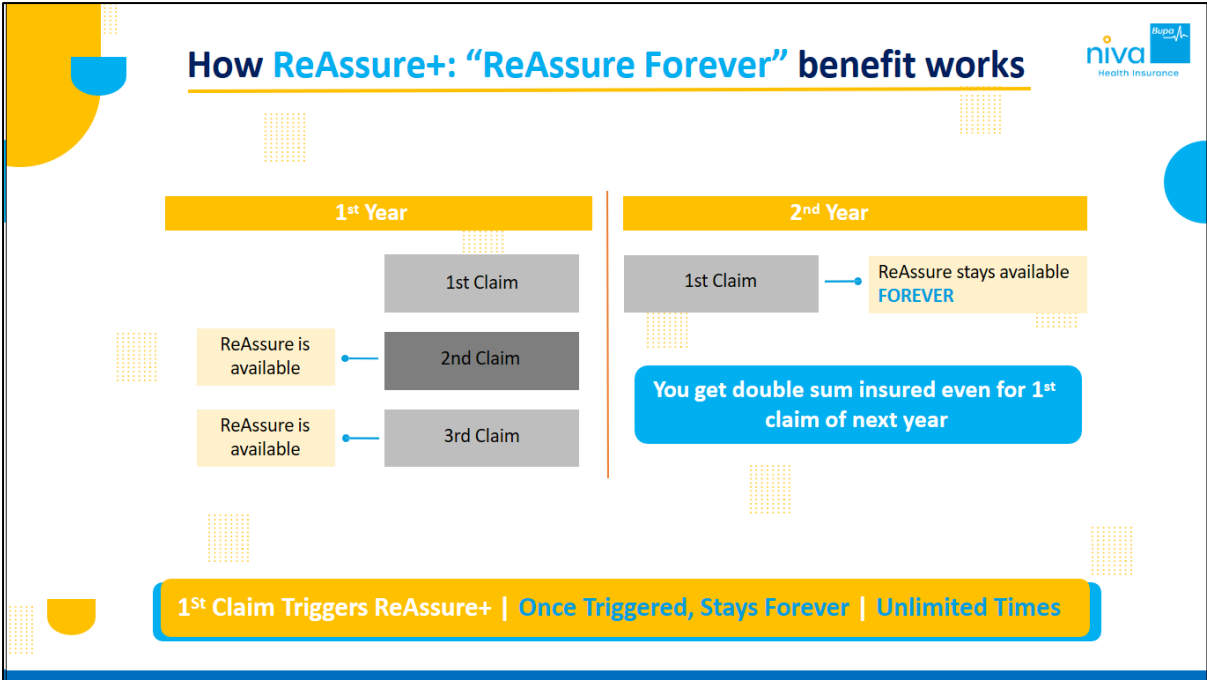 How ReAssure+: “ReAssure Forever” benefit works
niva
Bupa
Health Insurance
1st Year
1st Claim
ReAssure is
available
2nd Claim
ReAssure is
available
3rd Claim
2nd Year
1st Claim
ReAssure stays available
FOREVER
You get double sum insured even for 1st
claim of next year
1St Claim Triggers ReAssure+ | Once Triggered, Stays Forever | Unlimited Times